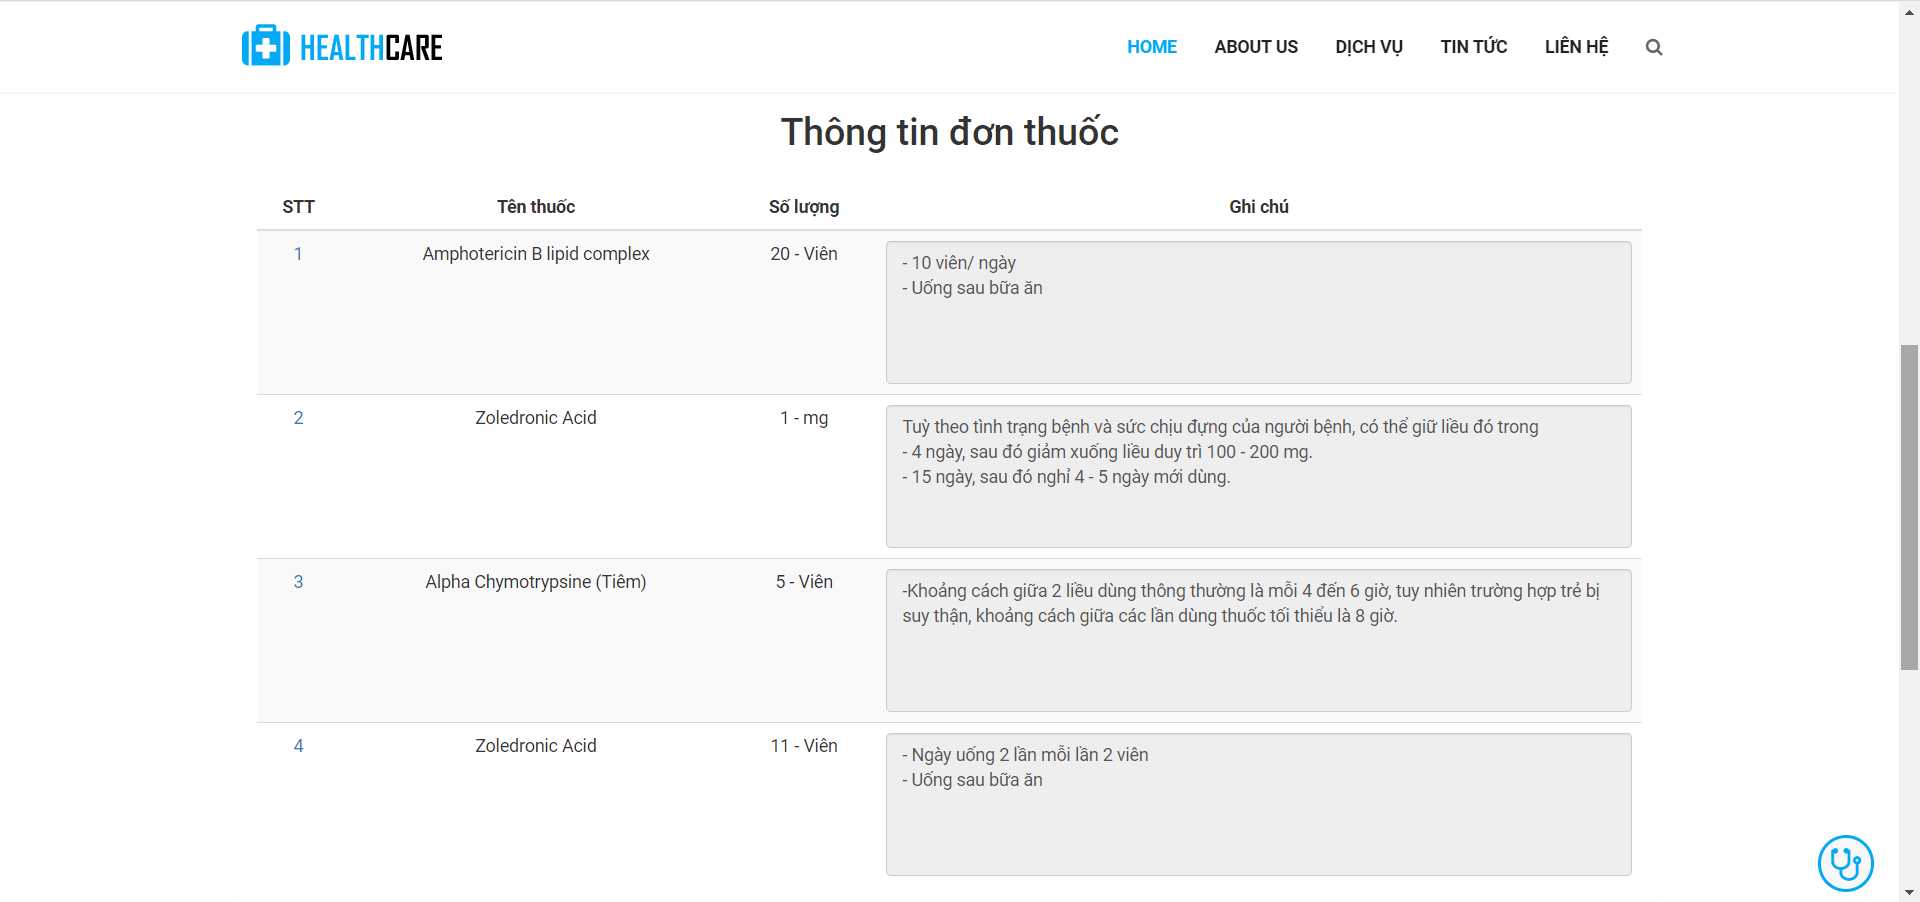 HEALTHCARE
HOME ABOUT US DỊCH VỤ TIN TỨC LIÊN HỆ
Thông tin đơn thuốc
STT Tên thuốc Số lượng Ghi chú
1 Amphotericin B lipid complex 20 - Viên
- 10 viên/ ngày
- Uống sau bữa ăn
2 Zoledronic Acid 1 - mg
Tuỳ theo tình trạng bệnh và sức chịu đựng của người bệnh, có thể giữ liều đó trong
- 4 ngày, sau đó giảm xuống liều duy trì 100 - 200 mg.
- 15 ngày, sau đó nghỉ 4 - 5 ngày mới dùng.
3 Alpha Chymotrypsine (Tiêm) 5 - Viên
-Khoảng cách giữa 2 liều dùng thông thường là mỗi 4 đến 6 giờ, tuy nhiên trường hợp trẻ bị
suy thận, khoảng cách giữa các lần dùng thuốc tối thiểu là 8 giờ.
4 Zoledronic Acid 11 - Viên
- Ngày uống 2 lần mỗi lần 2 viên
- Uống sau bữa ăn